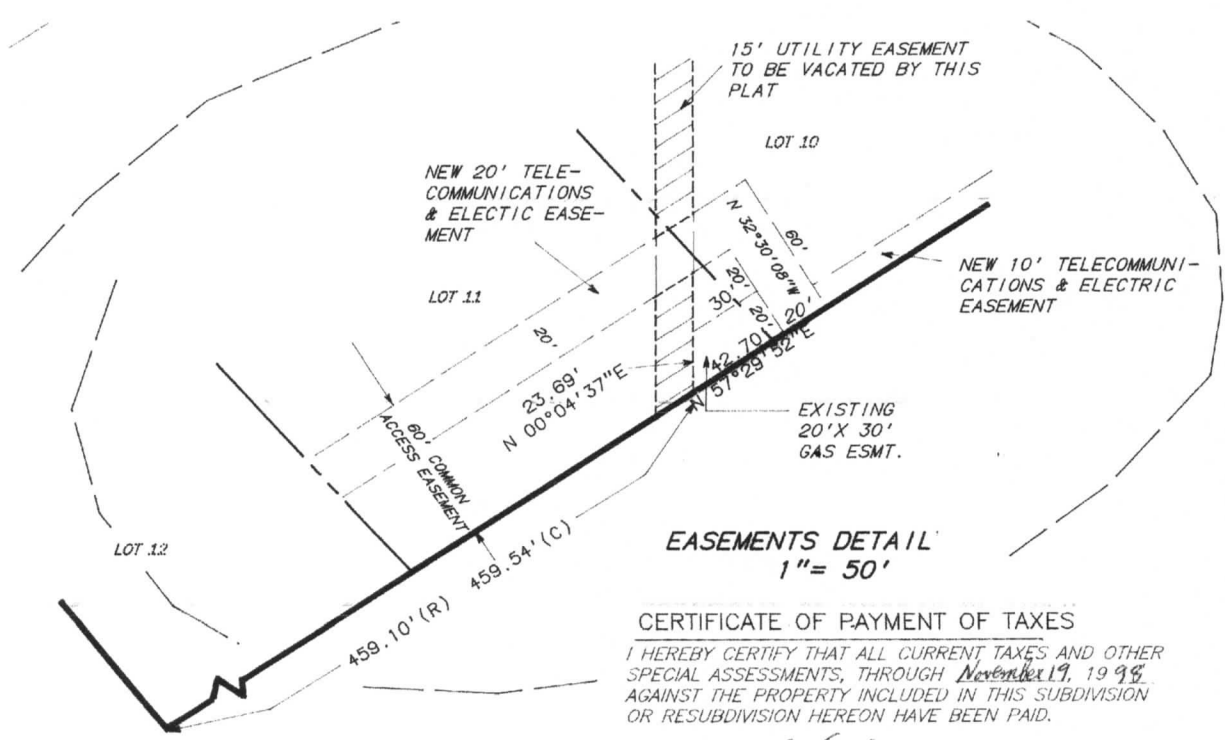 15' UTILITY EASEMENT
TO BE VACATED BY THIS
PLAT
LOT 10
NEW 20' TELE-
COMMUNICATIONS
& ELECTIC EASE-
MENT
N 32°30'08"W
60'
NEW 10' TELECOMMUNI-
CATIONS & ELECTRIC
EASEMENT
LOT 11
20'
30'
20'
20'
20'
42.70'
N 57°29'52"E
23.69'
N 00°04'37"E
EXISTING
20'X 30'
GAS ESMT.
60' COMMON
ACCESS EASEMENT
LOT 12
459.10'(R) 459.54'(C)
EASEMENTS DETAIL
1"= 50'
CERTIFICATE OF PAYMENT OF TAXES
I HEREBY CERTIFY THAT ALL CURRENT TAXES AND OTHER
SPECIAL ASSESSMENTS, THROUGH November 19, 1998
AGAINST THE PROPERTY INCLUDED IN THIS SUBDIVISION
OR RESUBDIVISION HEREON HAVE BEEN PAID.